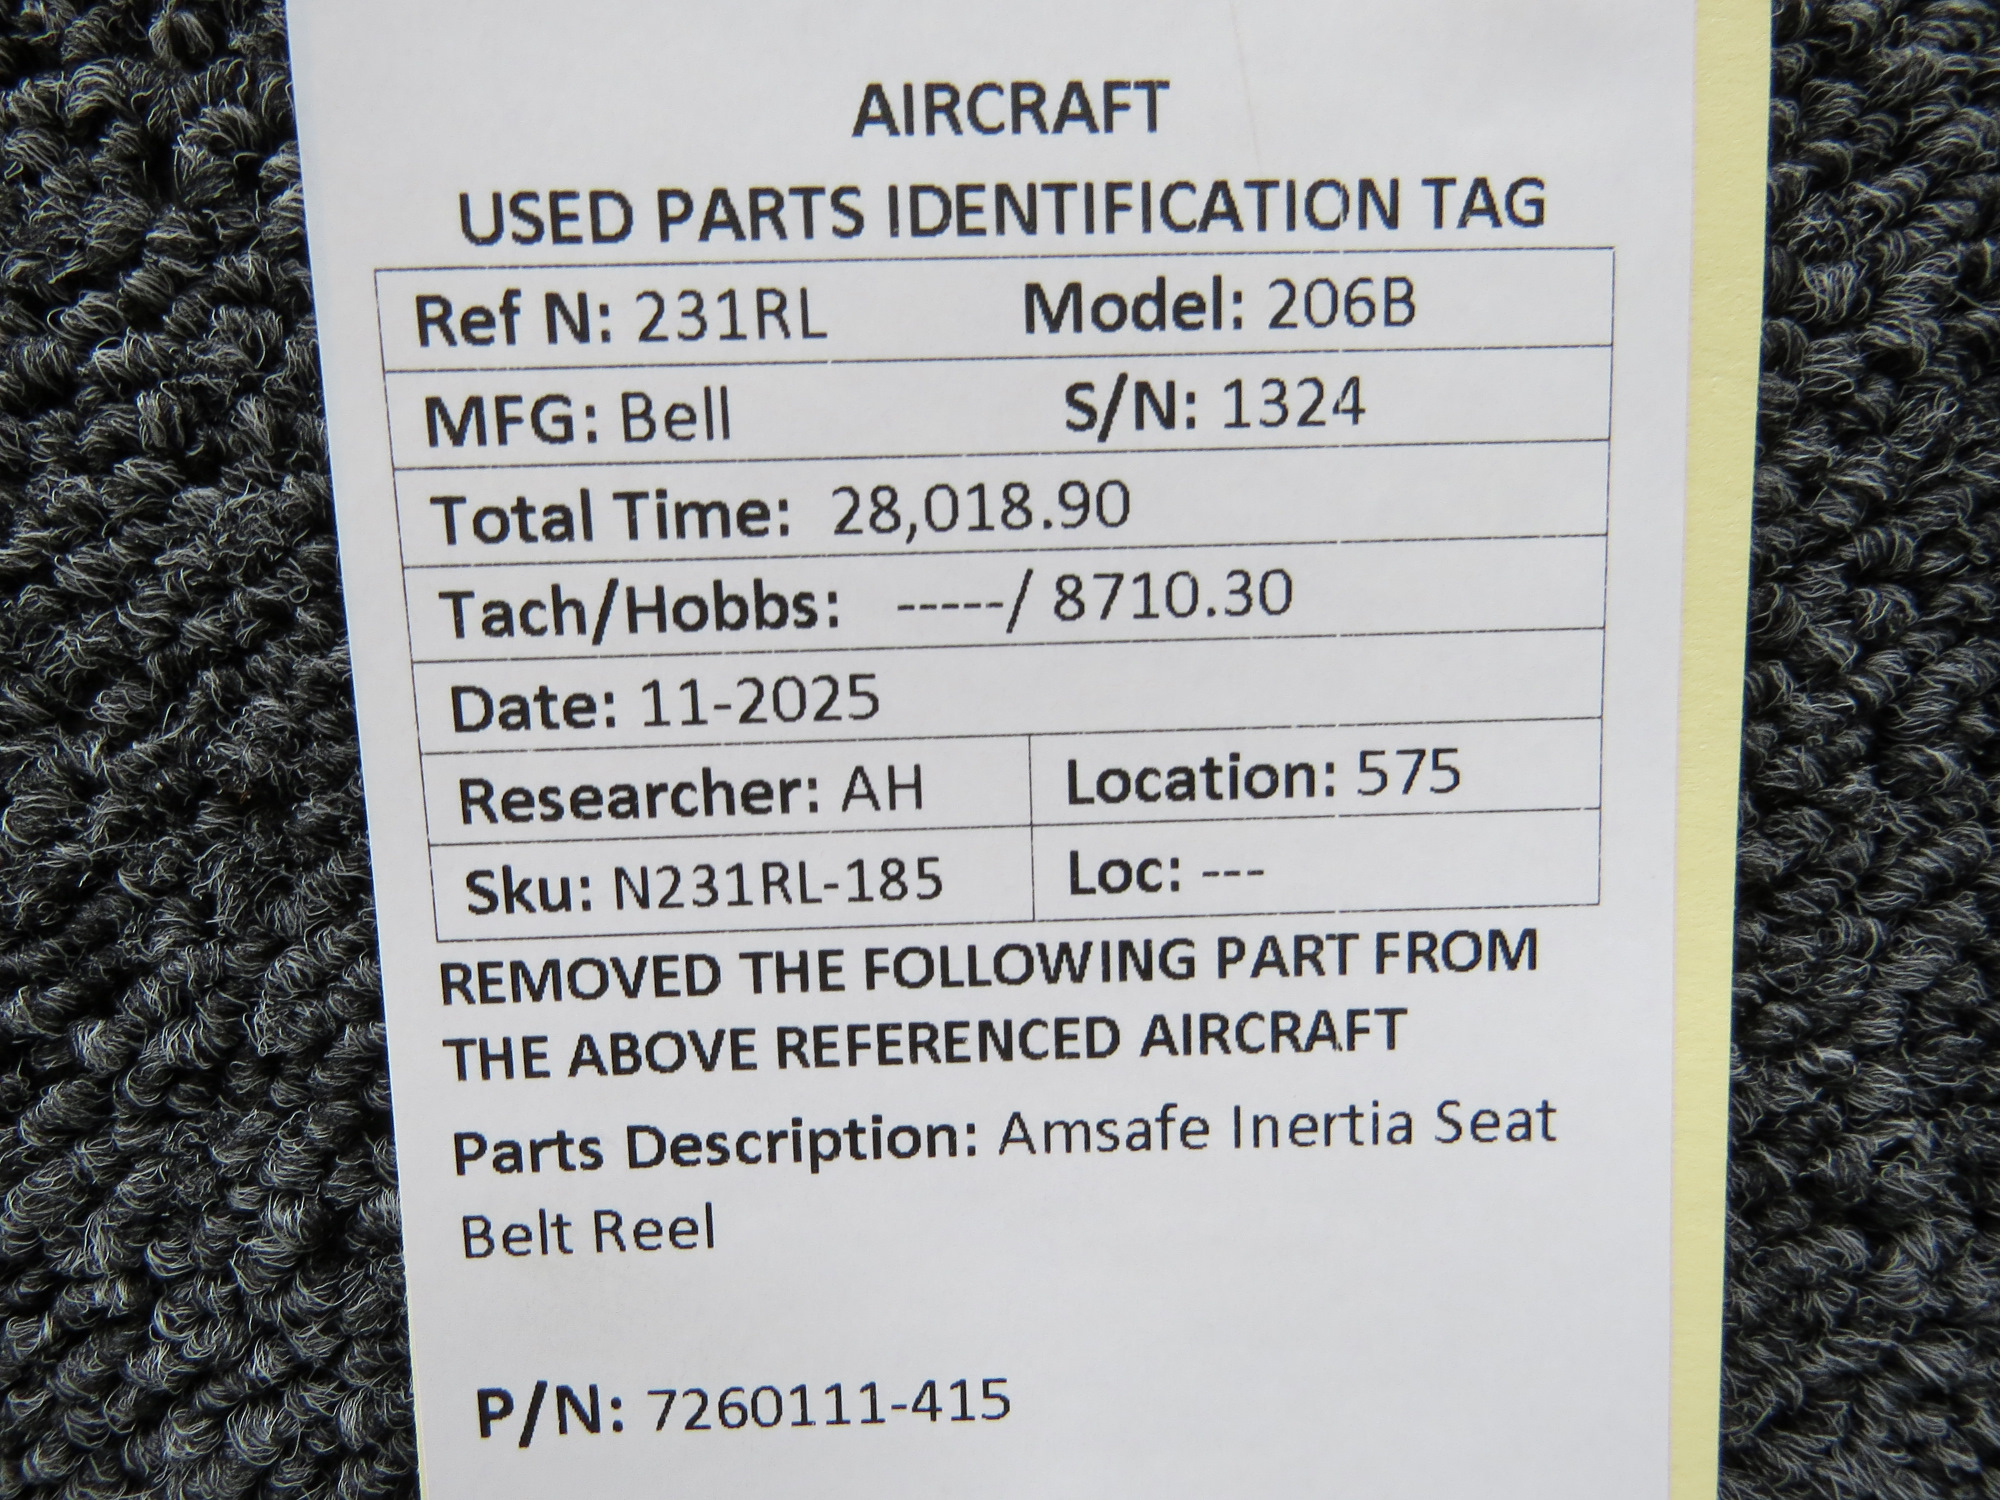 AIRCRAFT
USED PARTS IDENTIFICATION TAG
Ref N: 231RL Model: 206B
MFG: Bell S/N: 1324
Total Time: 28,018.90
Tach/Hobbs: -----/ 8710.30
Date: 11-2025
Researcher: AH Location: 575
Sku: N231RL-185 Loc: ---
REMOVED THE FOLLOWING PART FROM
THE ABOVE REFERENCED AIRCRAFT
Parts Description: Amsafe Inertia Seat
Belt Reel
P/N: 7260111-415